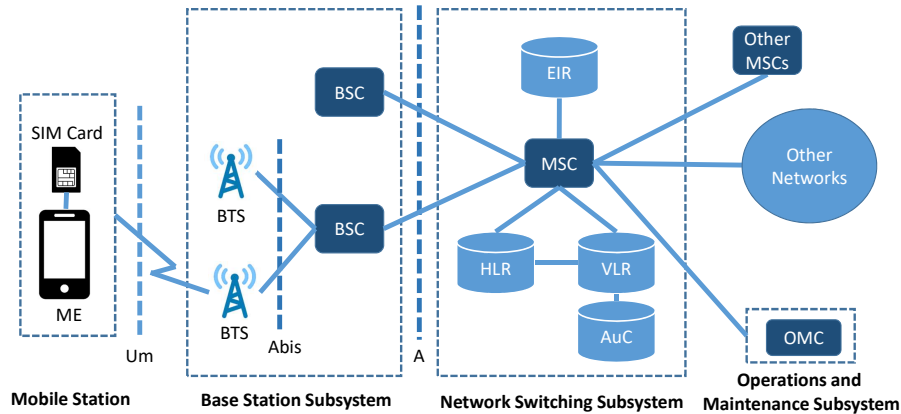 SIM Card
ME
Mobile Station
Um
BTS
BTS
Abis
BSC
BSC
Base Station Subsystem
A
EIR
MSC
HLR
VLR
AuC
Network Switching Subsystem
Other
MSCs
Other
Networks
OMC
Operations and
Maintenance Subsystem